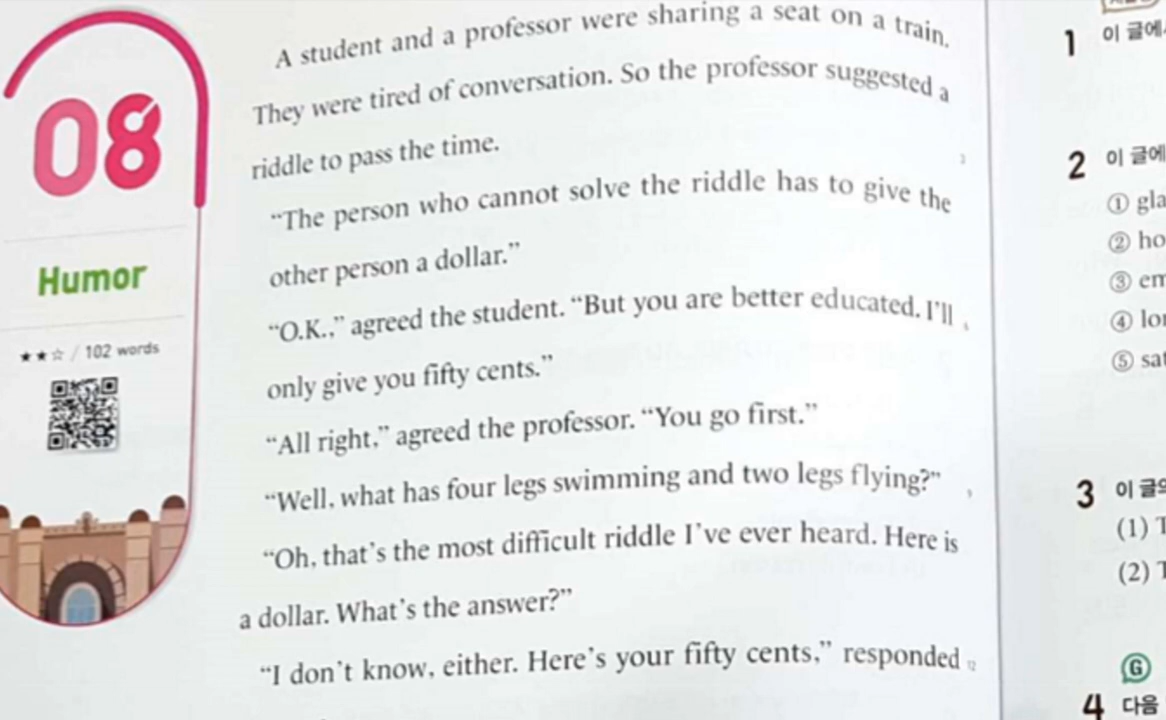 08
Humor
★★☆ / 102 words
A student and a professor were sharing a seat on a train.
They were tired of conversation. So the professor suggested a
riddle to pass the time.
“The person who cannot solve the riddle has to give the
other person a dollar.”
“O.K.,” agreed the student. “But you are better educated. I’ll
only give you fifty cents.”
“All right,” agreed the professor. “You go first.”
“Well, what has four legs swimming and two legs flying?”
“Oh, that’s the most difficult riddle I’ve ever heard. Here is
a dollar. What’s the answer?”
“I don’t know, either. Here’s your fifty cents,” responded
1 이 글에
2 이 글에
①
②
③
④
⑤
3 이 글의
(1)
(2)
G
4 다음